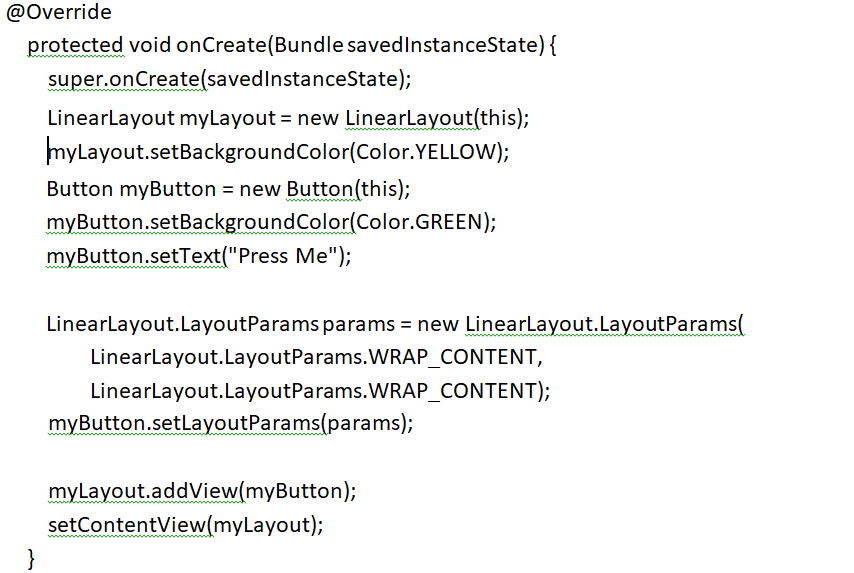 @Override
protected void onCreate(Bundle savedInstanceState) {
super.onCreate(savedInstanceState);
LinearLayout myLayout = new LinearLayout(this);
myLayout.setBackgroundColor(Color.YELLOW);
Button myButton = new Button(this);
myButton.setBackgroundColor(Color.GREEN);
myButton.setText("Press Me");
LinearLayout.LayoutParams params = new LinearLayout.LayoutParams(
LinearLayout.LayoutParams.WRAP_CONTENT,
LinearLayout.LayoutParams.WRAP_CONTENT);
myButton.setLayoutParams(params);
myLayout.addView(myButton);
setContentView(myLayout);
}